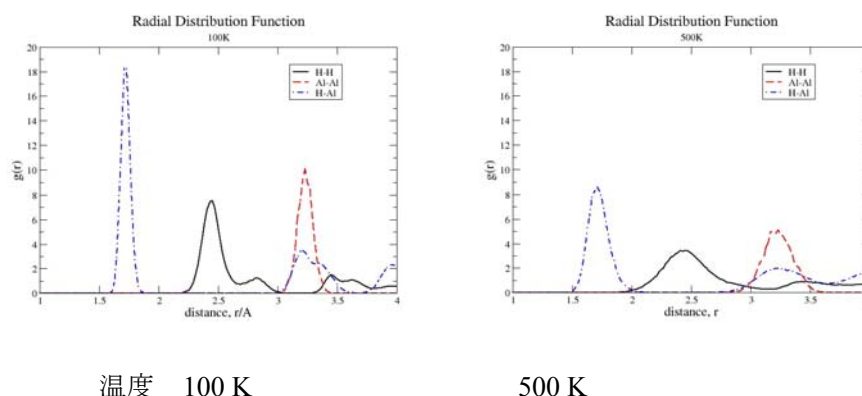 Radial Distribution Function
100K
20
18
16
14
12
10
8
6
4
2
0
g(r)
H-H
Al-Al
H-Al
1 1.5 2 2.5 3 3.5 4
distance, r/A
Radial Distribution Function
500K
20
18
16
14
12
10
8
6
4
2
0
g(r)
H-H
Al-Al
H-Al
1 1.5 2 2.5 3 3.5
distance, r
温度 100 K 500 K